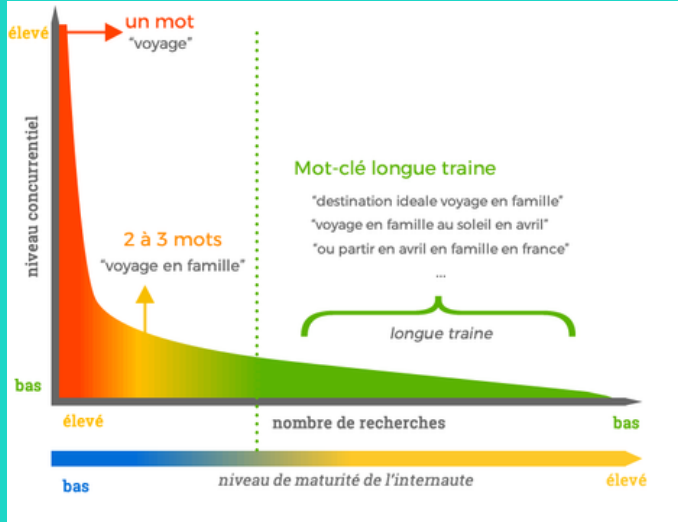 un mot
élevé
"voyage"
niveau concurrentiel
Mot-clé longue traine
"destination ideale voyage en famille"
"voyage en famille au soleil en avril"
"ou partir en avril en famille en france"
...
2 à 3 mots
"voyage en famille"
longue traine
bas
élevé
nombre de recherches
bas
bas
niveau de maturité de l'internaute
élevé